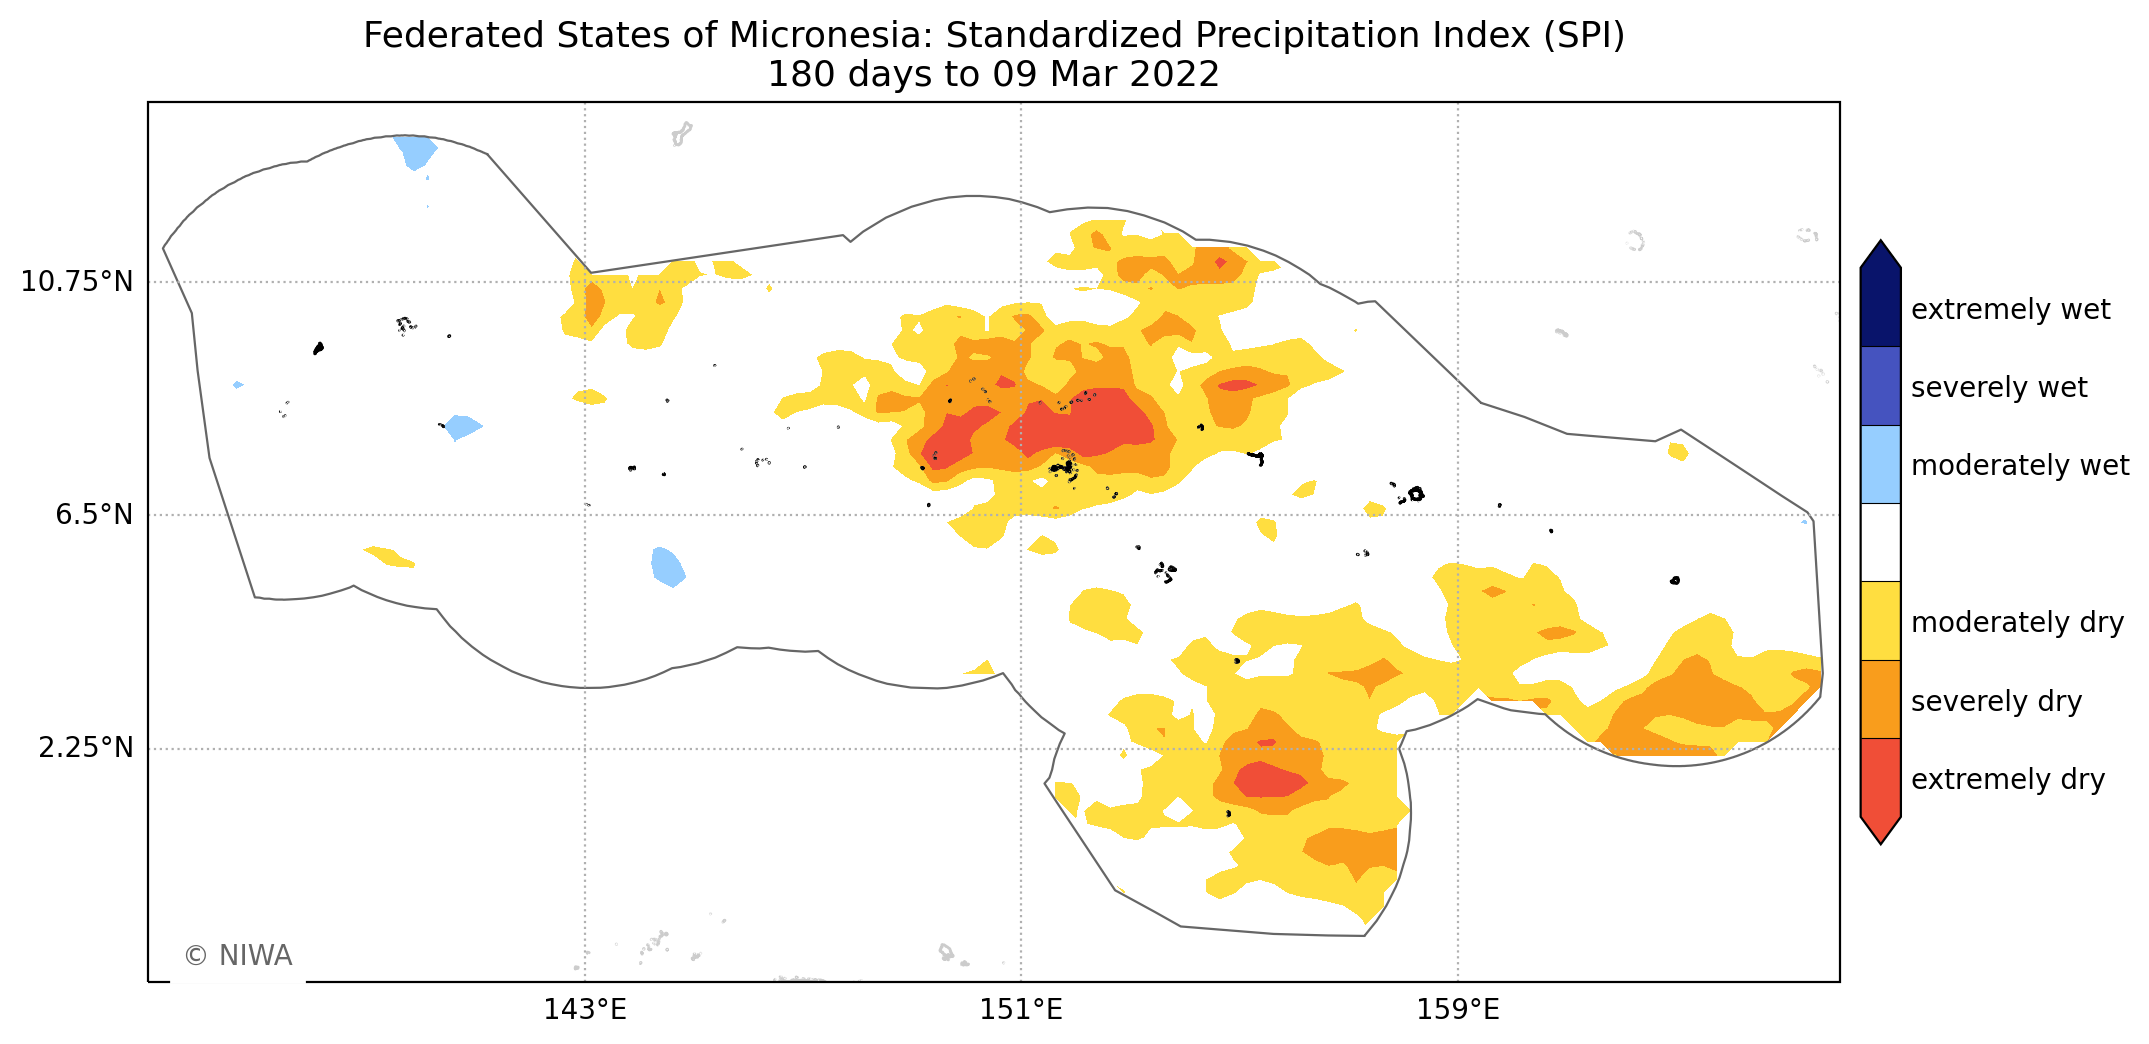 Federated States of Micronesia: Standardized Precipitation Index (SPI)
180 days to 09 Mar 2022
10.75°N
6.5°N
2.25°N
143°E
151°E
159°E
© NIWA
extremely wet
severely wet
moderately wet
moderately dry
severely dry
extremely dry